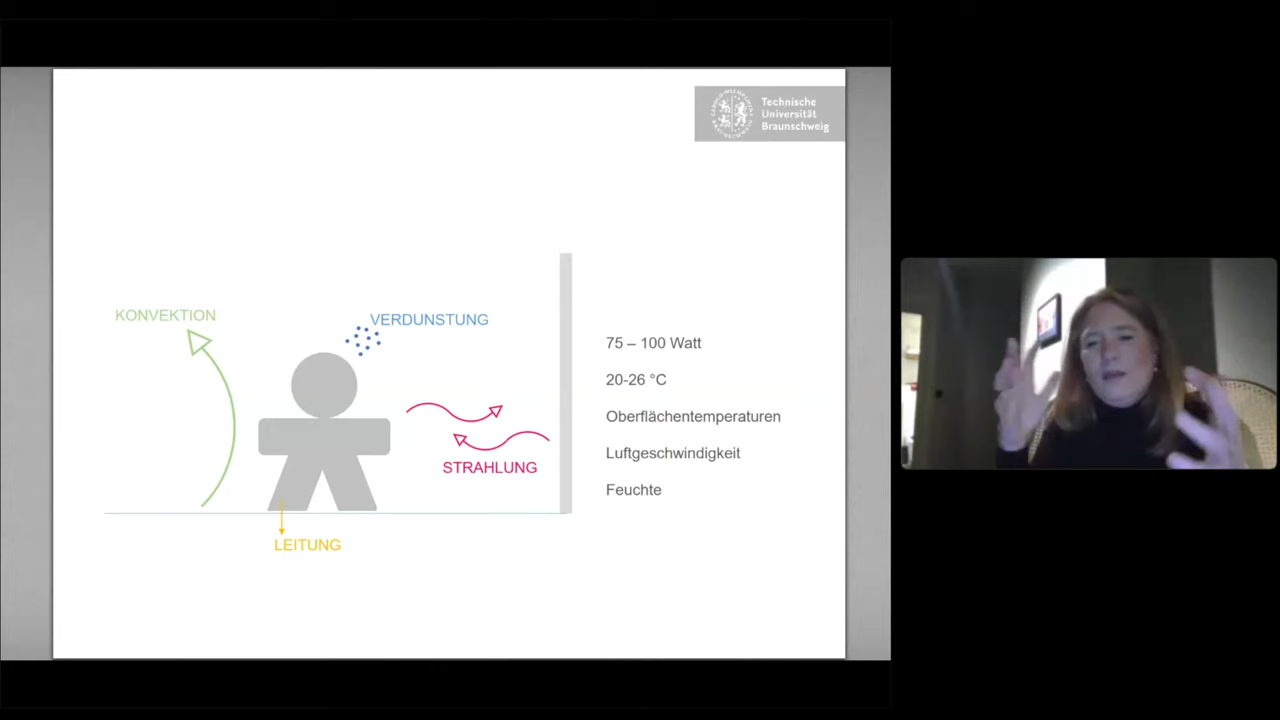 Technische
Universität
Braunschweig
KONVEKTION
VERDUNSTUNG
75 – 100 Watt
20-26 °C
Oberflächentemperaturen
Luftgeschwindigkeit
STRAHLUNG
Feuchte
LEITUNG